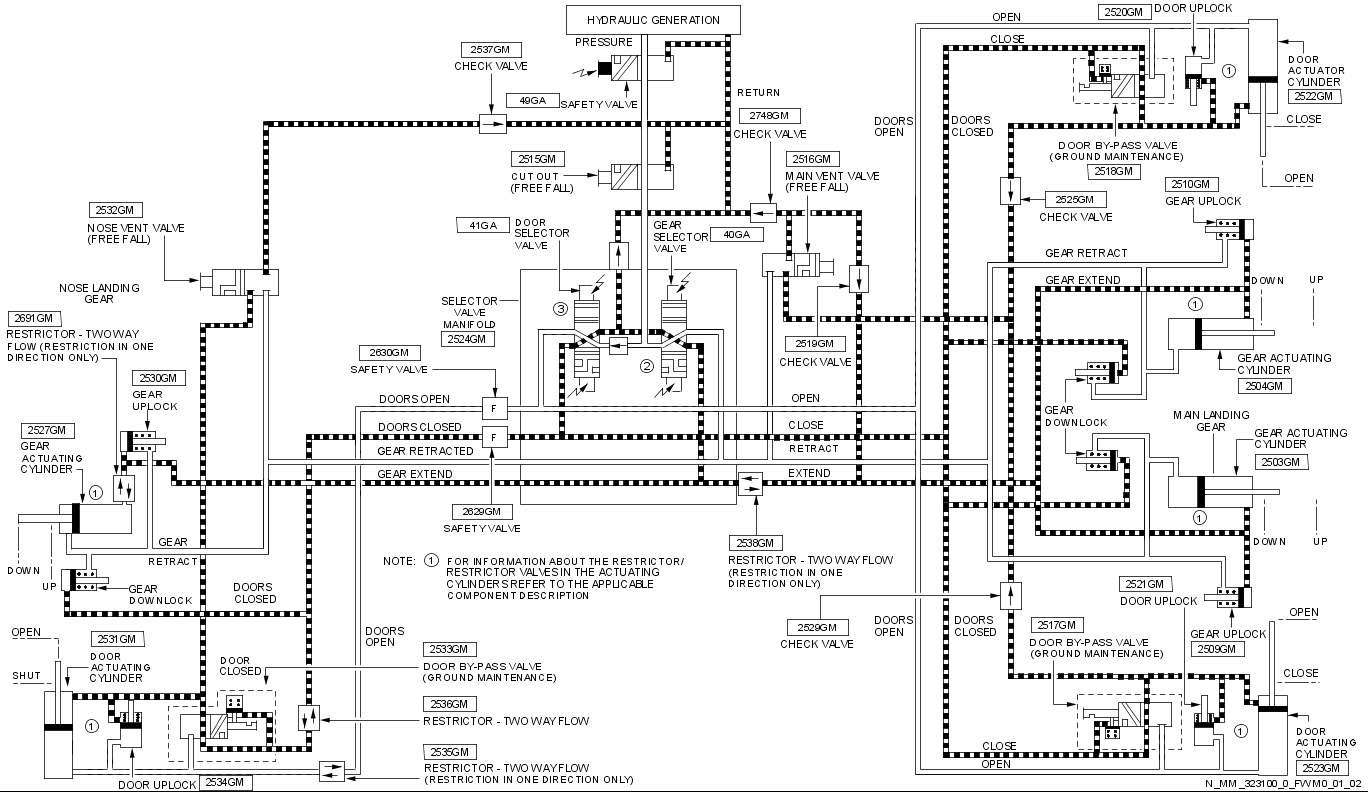 HYDRAULIC GENERATION
PRESSURE
RETURN
2537GM
CHECK VALVE
49GA
SAFETY VALVE
2748GM
CHECK VALVE
2515GM
CUT OUT
(FREE FALL)
2516GM
MAIN VENT VALVE
(FREE FALL)
2532GM
NOSE VENT VALVE
(FREE FALL)
41GA
DOOR
SELECTOR
VALVE
GEAR
SELECTOR
VALVE
40GA
NOSE LANDING
GEAR
2691GM
RESTRICTOR - TWO WAY
FLOW (RESTRICTION IN ONE
DIRECTION ONLY)
SELECTOR
VALVE
MANIFOLD
2524GM
3
2
2519GM
CHECK VALVE
2630GM
SAFETY VALVE
2530GM
GEAR
UPLOCK
2527GM
GEAR
ACTUATING
CYLINDER
1
DOORS OPEN
F
OPEN
DOORS CLOSED
F
CLOSE
GEAR RETRACTED
RETRACT
GEAR EXTEND
EXTEND
2629GM
SAFETY VALVE
2538GM
RESTRICTOR - TWO WAY FLOW
(RESTRICTION IN ONE
DIRECTION ONLY)
NOTE: 1 FOR INFORMATION ABOUT THE RESTRICTOR/
RESTRICTOR VALVES IN THE ACTUATING
CYLINDERS REFER TO THE APPLICABLE
COMPONENT DESCRIPTION
GEAR
RETRACT
DOWN
UP
GEAR
DOWNLOCK
DOORS
CLOSED
OPEN
SHUT
2531GM
DOOR
ACTUATING
CYLINDER
1
DOOR
CLOSED
DOORS
OPEN
2533GM
DOOR BY-PASS VALVE
(GROUND MAINTENANCE)
2536GM
RESTRICTOR - TWO WAY FLOW
2535GM
RESTRICTOR - TWO WAY FLOW
(RESTRICTION IN ONE DIRECTION ONLY)
DOOR UPLOCK
2534GM
OPEN
CLOSE
2520GM
DOOR UPLOCK
1
DOOR
ACTUATOR
CYLINDER
2522GM
CLOSE
OPEN
DOORS
OPEN
DOORS
CLOSED
DOOR BY-PASS VALVE
(GROUND MAINTENANCE)
2518GM
2525GM
CHECK VALVE
2510GM
GEAR UPLOCK
GEAR RETRACT
GEAR EXTEND
DOWN
UP
1
GEAR ACTUATING
CYLINDER
2504GM
GEAR
DOWNLOCK
MAIN LANDING
GEAR
GEAR ACTUATING
CYLINDER
2503GM
1
DOWN
UP
2529GM
CHECK VALVE
2521GM
DOOR UPLOCK
GEAR UPLOCK
2509GM
DOORS
OPEN
DOORS
CLOSED
2517GM
DOOR BY-PASS VALVE
(GROUND MAINTENANCE)
OPEN
CLOSE
1
DOOR
ACTUATING
CYLINDER
2523GM
CLOSE
OPEN
N_MM_323100_0_FWM0_01_02